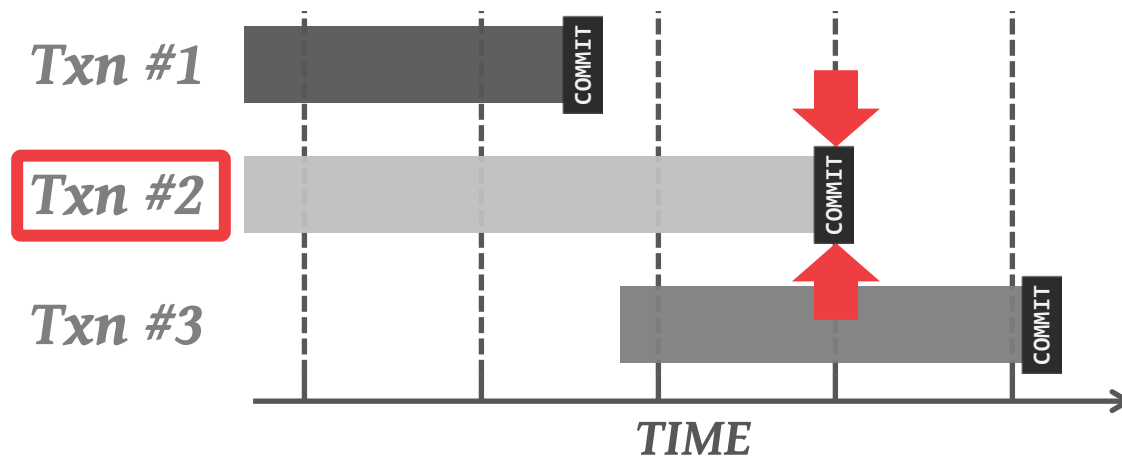 Txn #1
COMMIT
Txn #2
COMMIT
Txn #3
COMMIT
TIME